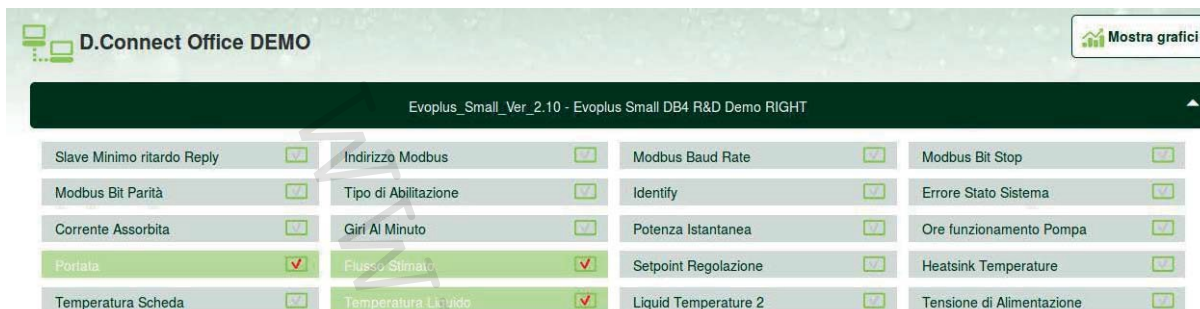 D.Connect Office DEMO
Mostra grafici
Evoplus_Small_Ver_2.10 - Evoplus Small DB4 R&D Demo RIGHT
Slave Minimo ritardo Reply Indirizzo Modbus Modbus Baud Rate Modbus Bit Stop
Modbus Bit Parità Tipo di Abilitazione Identify Errore Stato Sistema
Corrente Assorbita Giri Al Minuto Potenza Istantanea Ore funzionamento Pompa
Portata Flusso Stimato Setpoint Regolazione Heatsink Temperature
Temperatura Scheda Temperatura Liquido Liquid Temperature 2 Tensione di Alimentazione